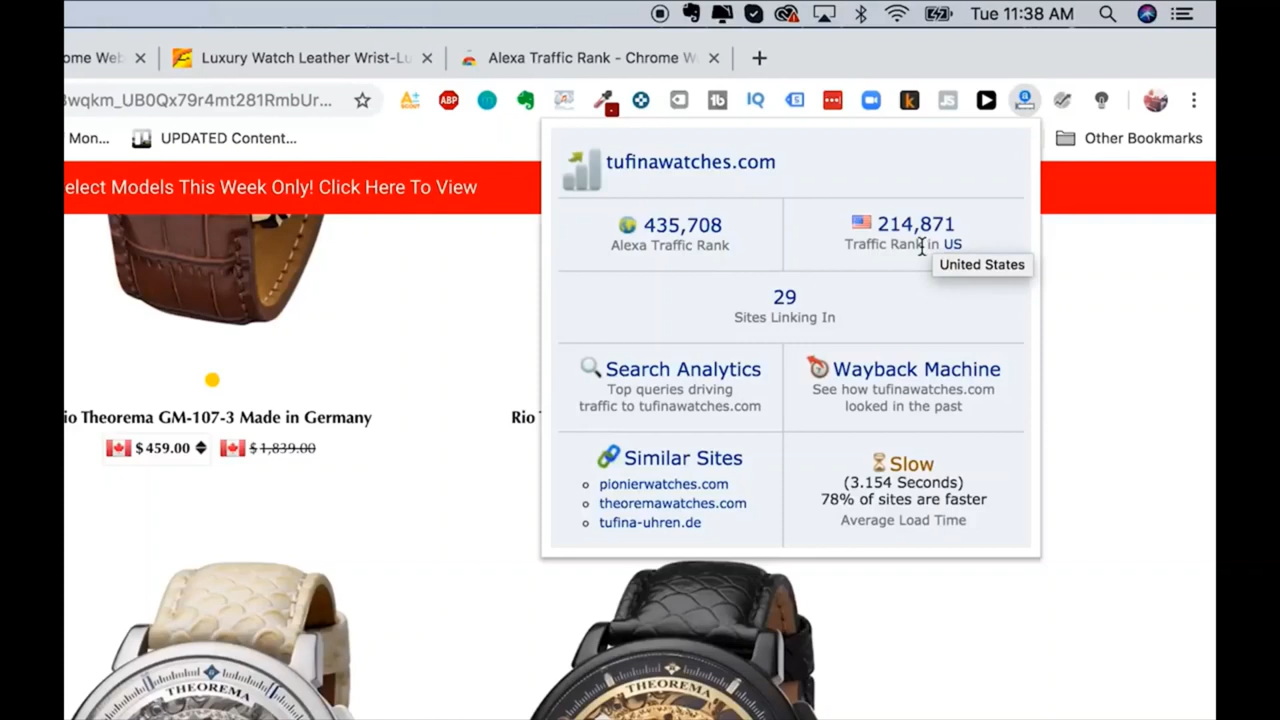 Tue 11:38 AM
ome Web
Luxury Watch Leather Wrist-Lu
Alexa Traffic Rank - Chrome W
3wqkm_UB0Qx79r4mt281RmbUr...
Mon...
UPDATED Content...
Other Bookmarks
elect Models This Week Only! Click Here To View
tufinawatches.com
435,708
Alexa Traffic Rank
214,871
Traffic Rank in US
United States
29
Sites Linking In
Search Analytics
Top queries driving
traffic to tufinawatches.com
Wayback Machine
See how tufinawatches.com
looked in the past
Similar Sites
pionierwatches.com
theoremawatches.com
tufina-uhren.de
Slow
(3.154 Seconds)
78% of sites are faster
Average Load Time
io Theorema GM-107-3 Made in Germany
$459.00 $1,839.00
Rio
THEOREMA
THEOREMA
ABP
IQ